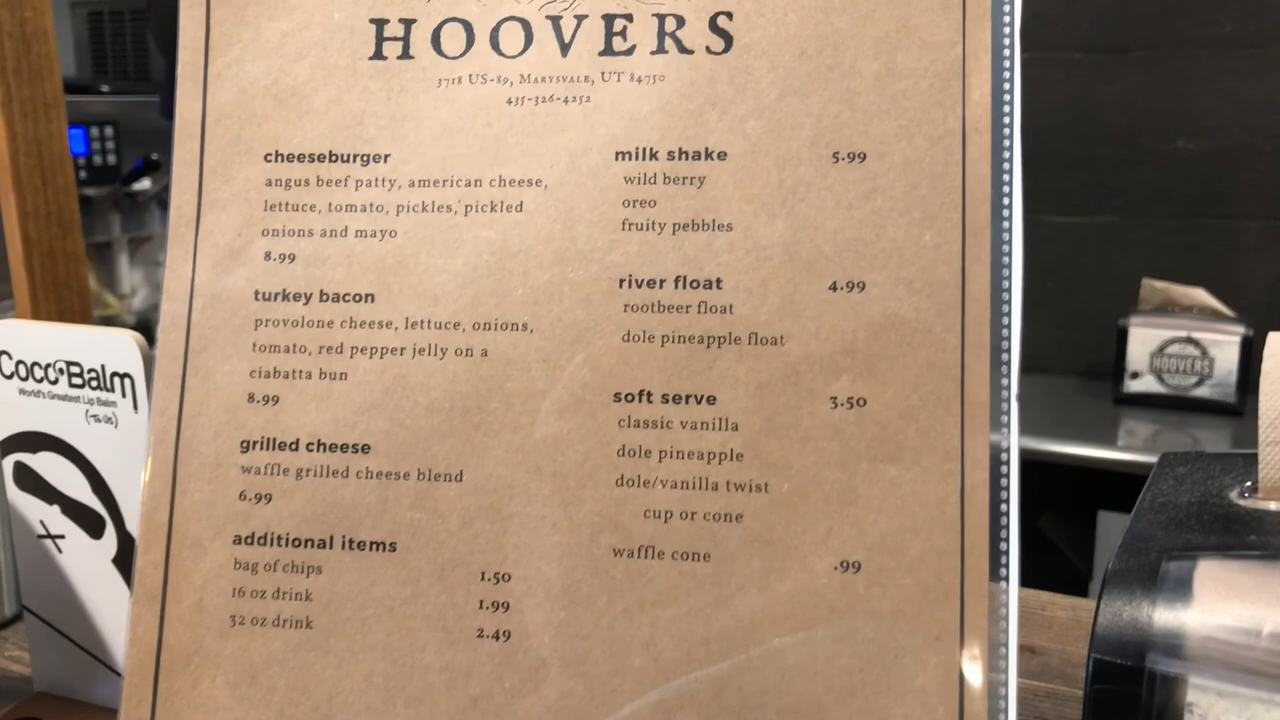 HOOVERS
3718 US-89, Marysvale, UT 84750
435-326-4252
cheeseburger
angus beef patty, american cheese,
lettuce, tomato, pickles, pickled
onions and mayo
8.99
turkey bacon
provolone cheese, lettuce, onions,
tomato, red pepper jelly on a
ciabatta bun
8.99
grilled cheese
waffle grilled cheese blend
6.99
additional items
bag of chips 1.50
16 oz drink 1.99
32 oz drink 2.49
milk shake 5.99
wild berry
oreo
fruity pebbles
river float 4.99
rootbeer float
dole pineapple float
soft serve 3.50
classic vanilla
dole pineapple
dole/vanilla twist
cup or cone
waffle cone .99
Coco Balm
World's Greatest Lip Balm
(to us)
HOOVERS